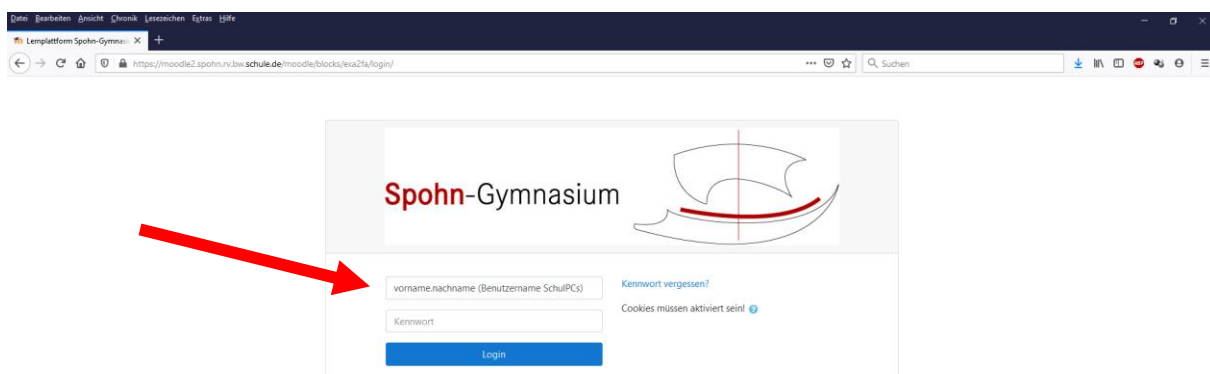 Datei Bearbeiten Ansicht Chronik Lesezeichen Extras Hilfe
Lernplattform Spohn-Gymnasi
https://moodle2.spohn.rv.bw.schule.de/moodle/blocks/exa2fa/login/
Suchen
Spohn-Gymnasium
vorname.nachname (Benutzername SchulPCs)
Kennwort vergessen?
Cookies müssen aktiviert sein!
Kennwort
Login